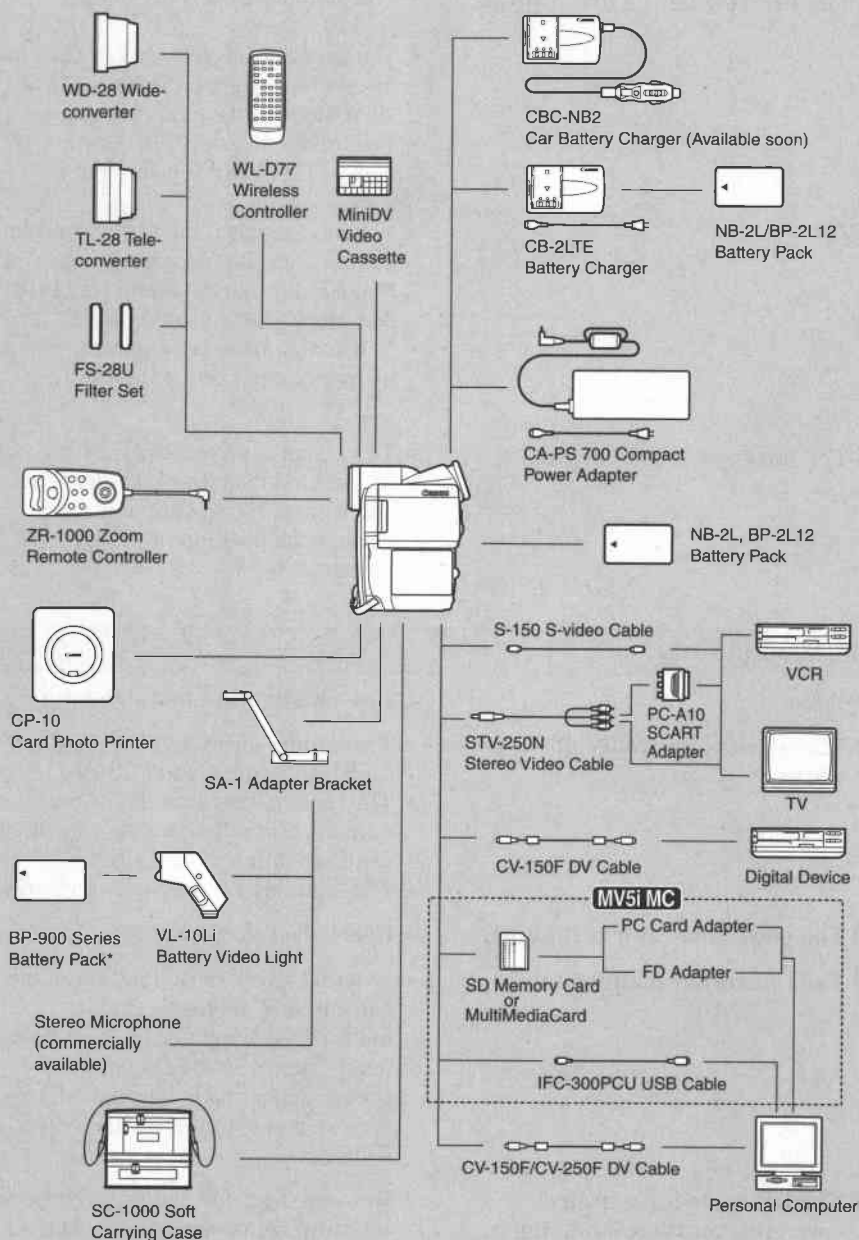 WD-28 Wide-
converter
TL-28 Tele-
converter
FS-28U
Filter Set
WL-D77
Wireless
Controller
MiniDV
Video
Cassette
CBC-NB2
Car Battery Charger (Available soon)
CB-2LTE
Battery Charger
NB-2L/BP-2L12
Battery Pack
CA-PS 700 Compact
Power Adapter
ZR-1000 Zoom
Remote Controller
Canon
NB-2L, BP-2L12
Battery Pack
CP-10
Card Photo Printer
SA-1 Adapter Bracket
S-150 S-video Cable
VCR
STV-250N
Stereo Video Cable
PC-A10
SCART
Adapter
TV
CV-150F DV Cable
Digital Device
BP-900 Series
Battery Pack*
VL-10Li
Battery Video Light
MV5i MC
SD Memory Card
or
MultiMediaCard
PC Card Adapter
FD Adapter
IFC-300PCU USB Cable
Stereo Microphone
(commercially
available)
SC-1000 Soft
Carrying Case
CV-150F/CV-250F DV Cable
Personal Computer